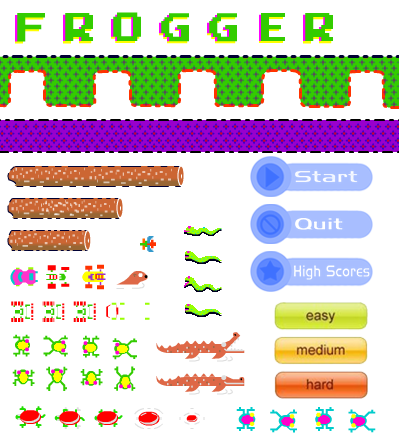 FROGGER
Start
Quit
High Scores
easy
medium
hard